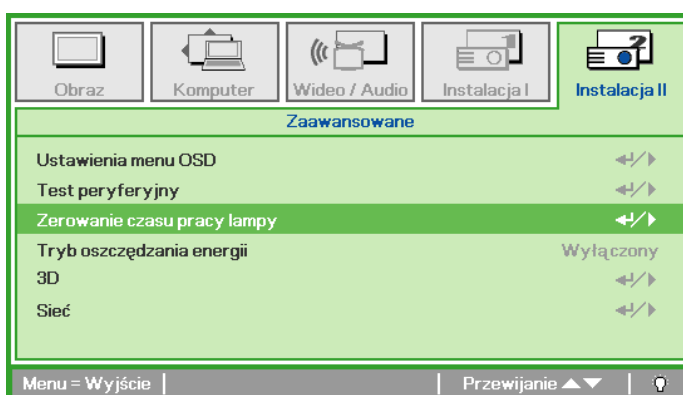 Obraz
Komputer
Wideo / Audio
Instalacja I
Instalacja II
Zaawansowane
Ustawienia menu OSD
Test peryferyjny
Zerowanie czasu pracy lampy
Tryb oszczędzania energii Wyłączony
3D
Sieć
Menu = Wyjście
Przewijanie ▲▼